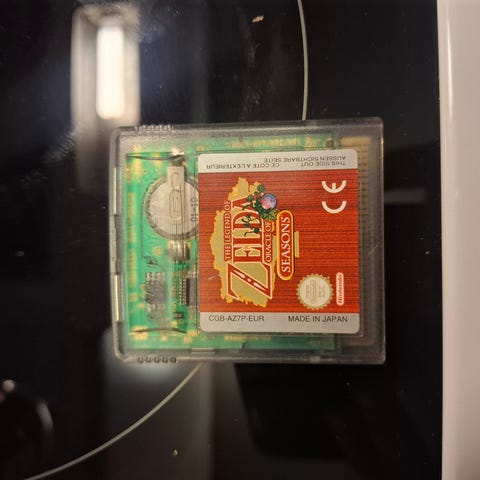 THIS SIDE OUT
CE COTE A L'EXTERIEUR
AUSSEN SICHTBARE SEITE
CE
THE LEGEND OF
ZELDA
ORACLE OF
SEASONS
Nintendo
CGB-AZ7P-EUR
MADE IN JAPAN